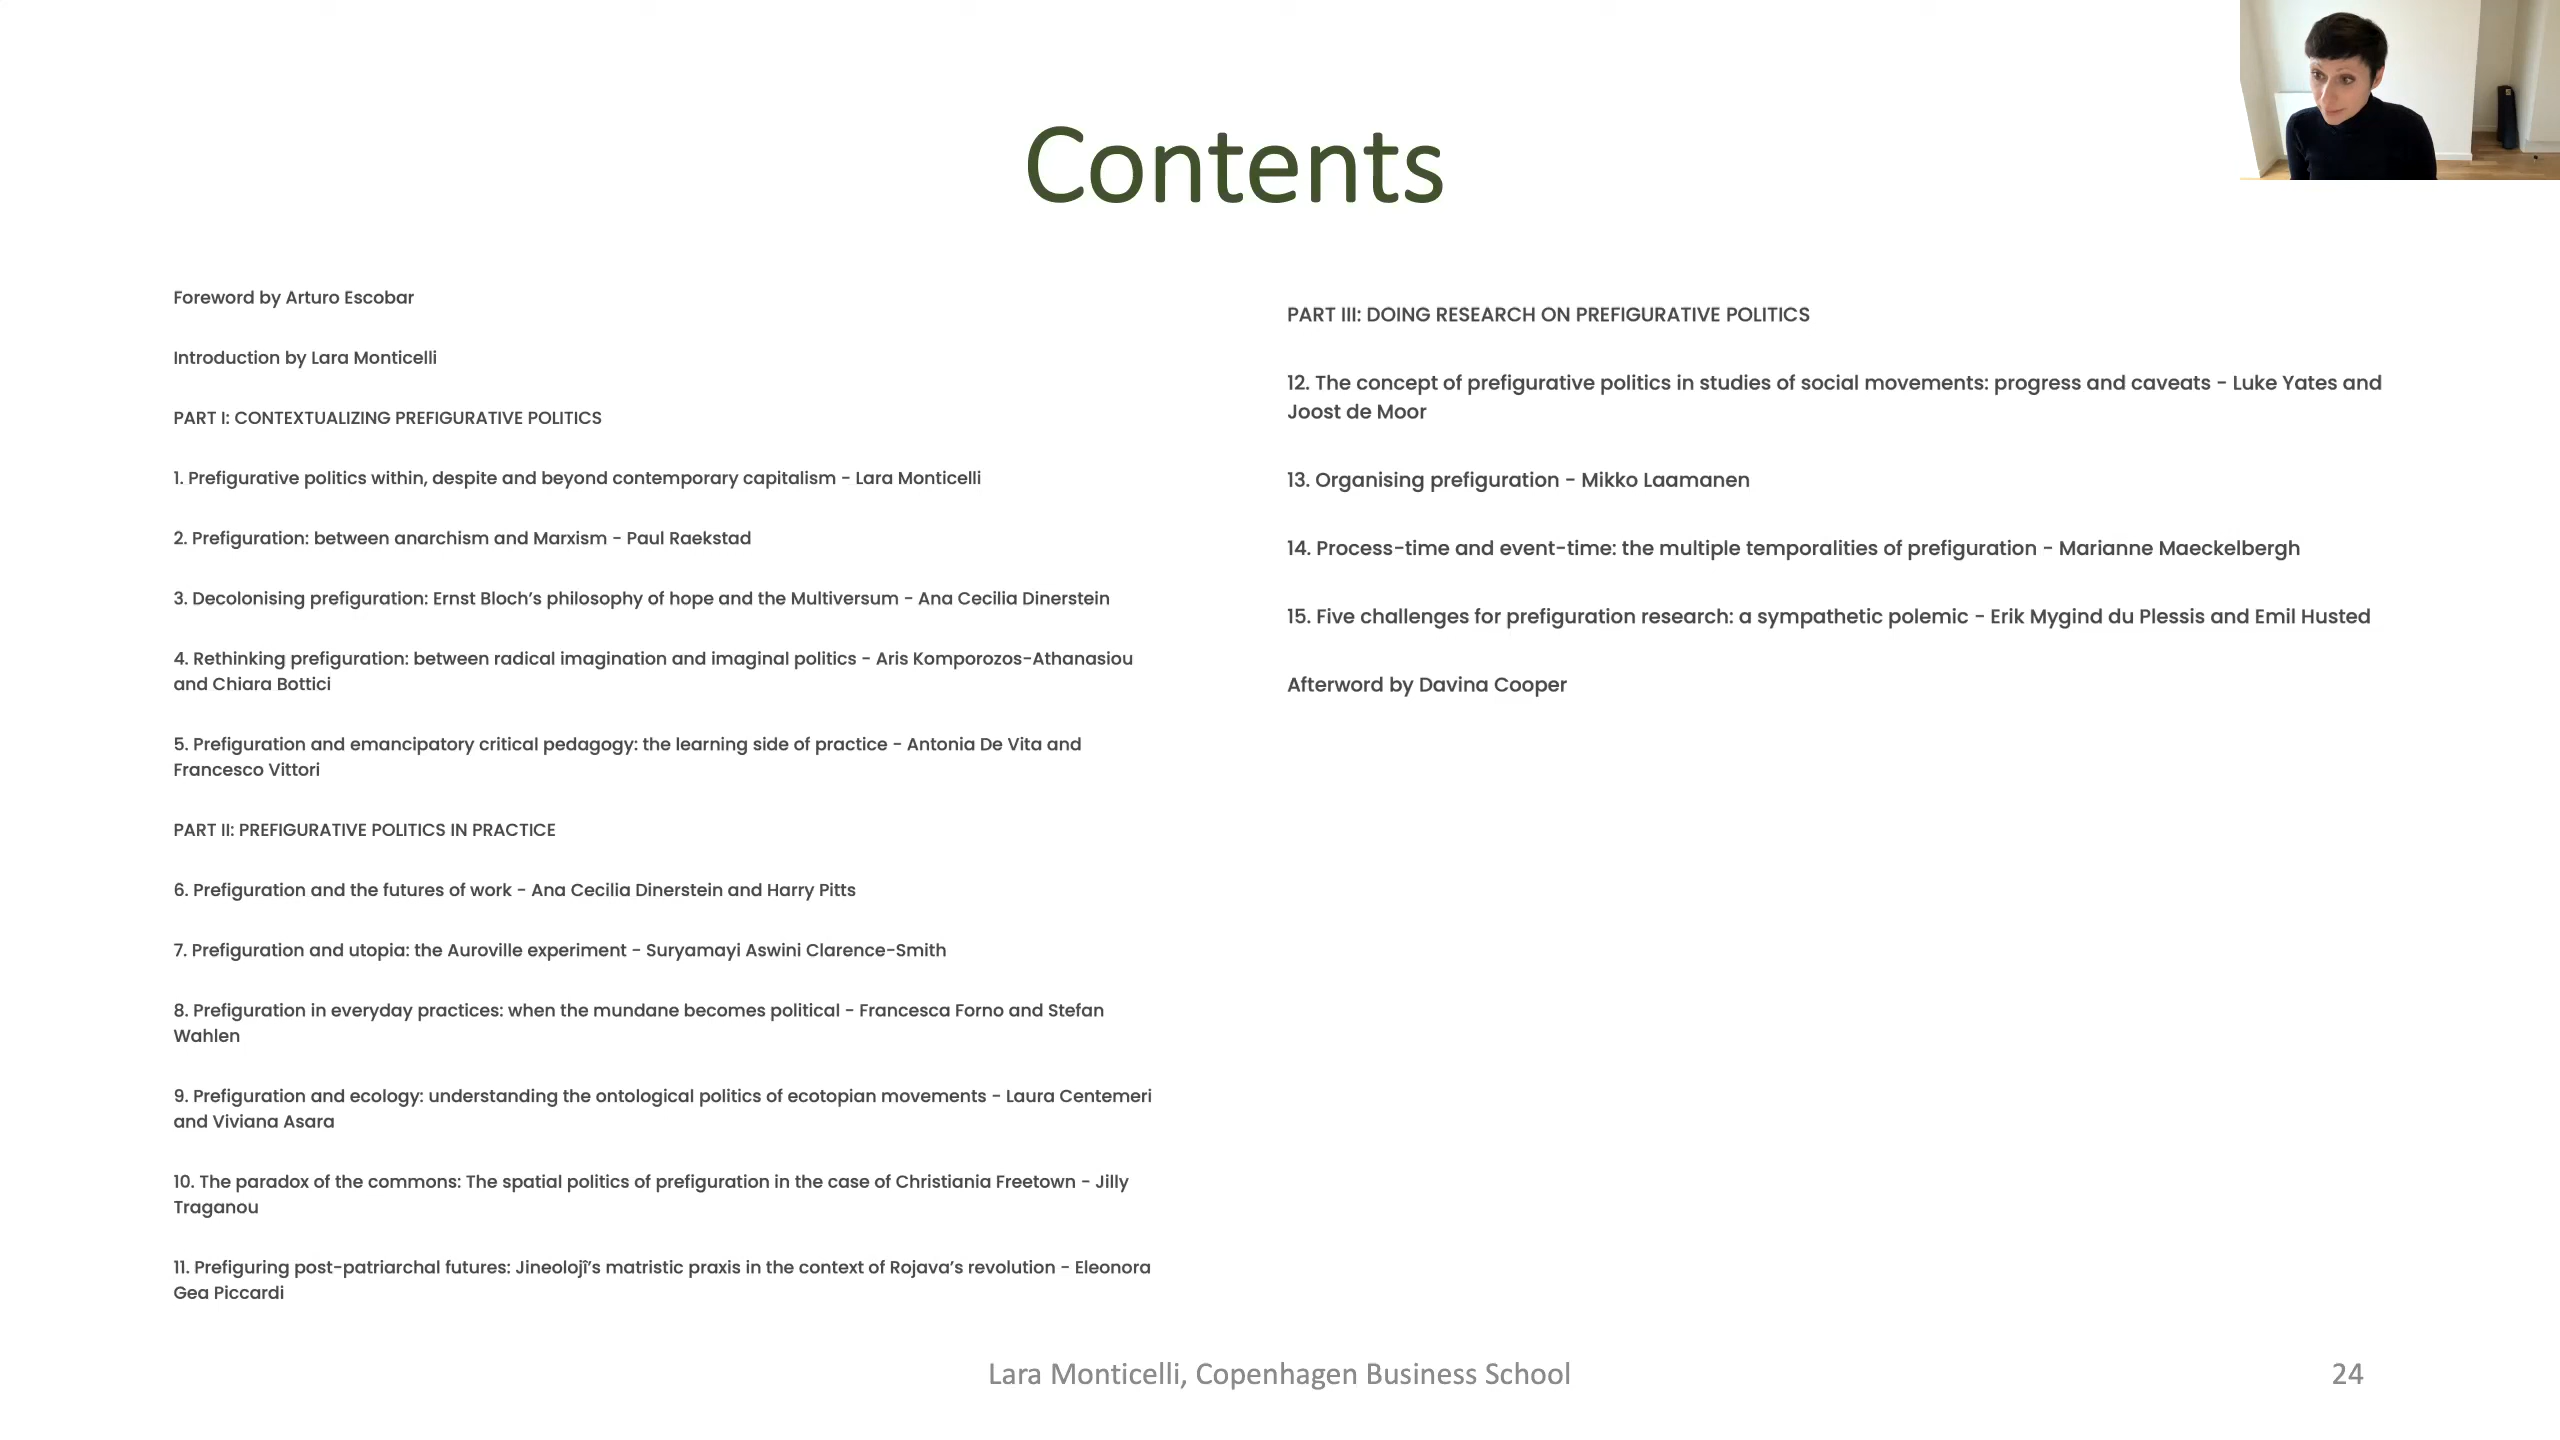 Contents
Foreword by Arturo Escobar
Introduction by Lara Monticelli
PART I: CONTEXTUALIZING PREFIGURATIVE POLITICS
1. Prefigurative politics within, despite and beyond contemporary capitalism - Lara Monticelli
2. Prefiguration: between anarchism and Marxism - Paul Raekstad
3. Decolonising prefiguration: Ernst Bloch’s philosophy of hope and the Multiversum - Ana Cecilia Dinerstein
4. Rethinking prefiguration: between radical imagination and imaginal politics - Aris Komporozos-Athanasiou
and Chiara Bottici
5. Prefiguration and emancipatory critical pedagogy: the learning side of practice - Antonia De Vita and
Francesco Vittori
PART II: PREFIGURATIVE POLITICS IN PRACTICE
6. Prefiguration and the futures of work - Ana Cecilia Dinerstein and Harry Pitts
7. Prefiguration and utopia: the Auroville experiment - Suryamayi Aswini Clarence-Smith
8. Prefiguration in everyday practices: when the mundane becomes political - Francesca Forno and Stefan
Wahlen
9. Prefiguration and ecology: understanding the ontological politics of ecotopian movements - Laura Centemeri
and Viviana Asara
10. The paradox of the commons: The spatial politics of prefiguration in the case of Christiania Freetown - Jilly
Traganou
11. Prefiguring post-patriarchal futures: Jineolojî’s matristic praxis in the context of Rojava’s revolution - Eleonora
Gea Piccardi
PART III: DOING RESEARCH ON PREFIGURATIVE POLITICS
12. The concept of prefigurative politics in studies of social movements: progress and caveats - Luke Yates and
Joost de Moor
13. Organising prefiguration - Mikko Laamanen
14. Process-time and event-time: the multiple temporalities of prefiguration - Marianne Maeckelbergh
15. Five challenges for prefiguration research: a sympathetic polemic - Erik Mygind du Plessis and Emil Husted
Afterword by Davina Cooper
Lara Monticelli, Copenhagen Business School
24